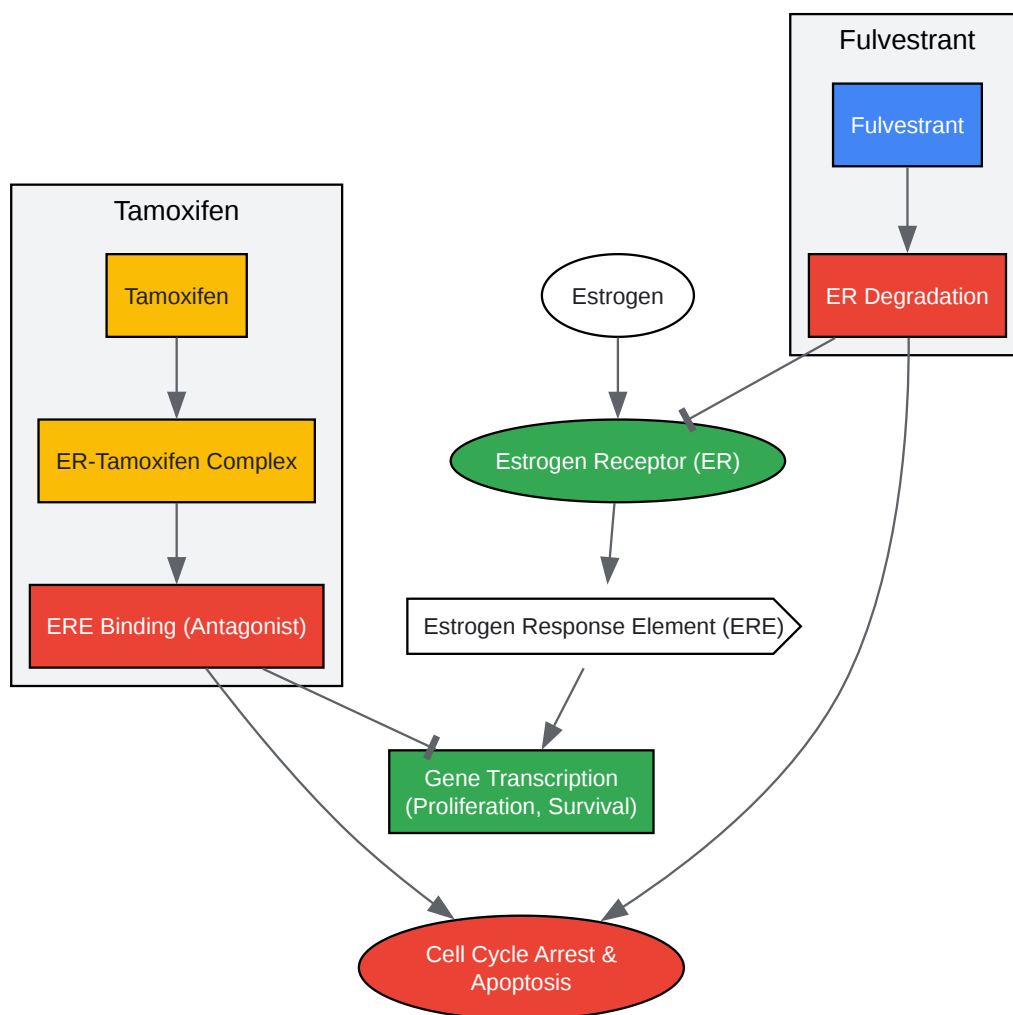 Fulvestrant
Fulvestrant
Tamoxifen
Tamoxifen
Estrogen
ER Degradation
ER-Tamoxifen Complex
Estrogen Receptor (ER)
ERE Binding (Antagonist)
Estrogen Response Element (ERE)
Gene Transcription
(Proliferation, Survival)
Cell Cycle Arrest &
Apoptosis